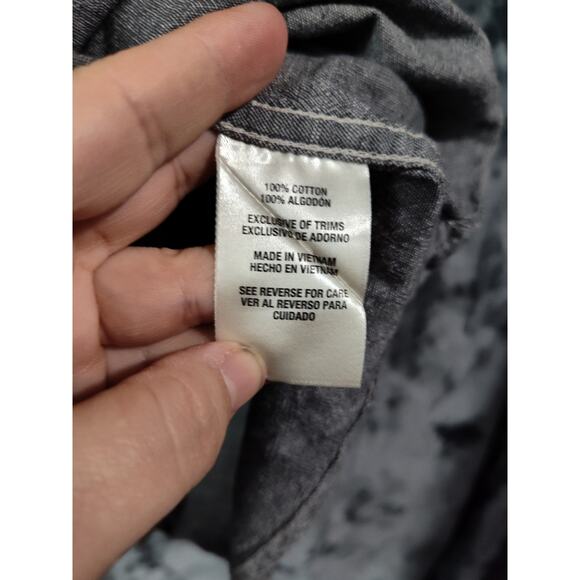 100% COTTON
100% ALGODÓN
EXCLUSIVE OF TRIMS
EXCLUSIVO DE ADORNO
MADE IN VIETNAM
HECHO EN VIETNAM
SEE REVERSE FOR CARE
VER AL REVERSO PARA
CUIDADO